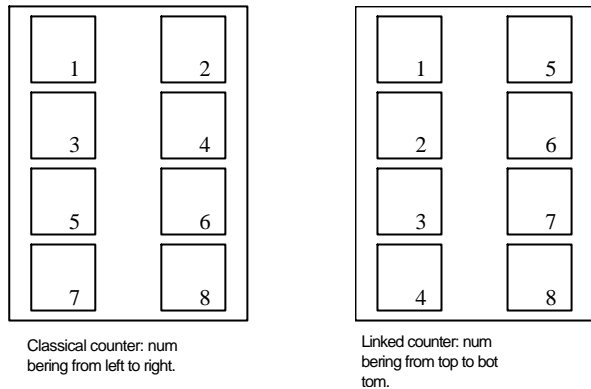 1 2
3 4
5 6
7 8
Classical counter: num
bering from left to right.
1 5
2 6
3 7
4 8
Linked counter: num
bering from top to bot
tom.